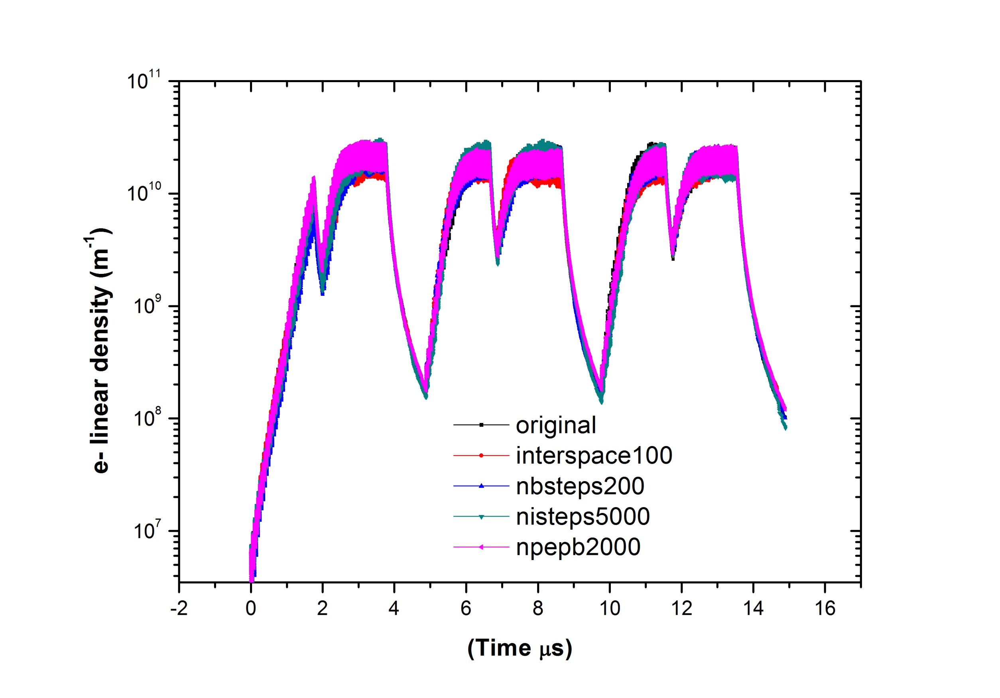 10^11
10^10
10^9
10^8
10^7
e- linear density (m^-1)
original
interspace100
nbsteps200
nisteps5000
npepb2000
-2 0 2 4 6 8 10 12 14 16
(Time μs)